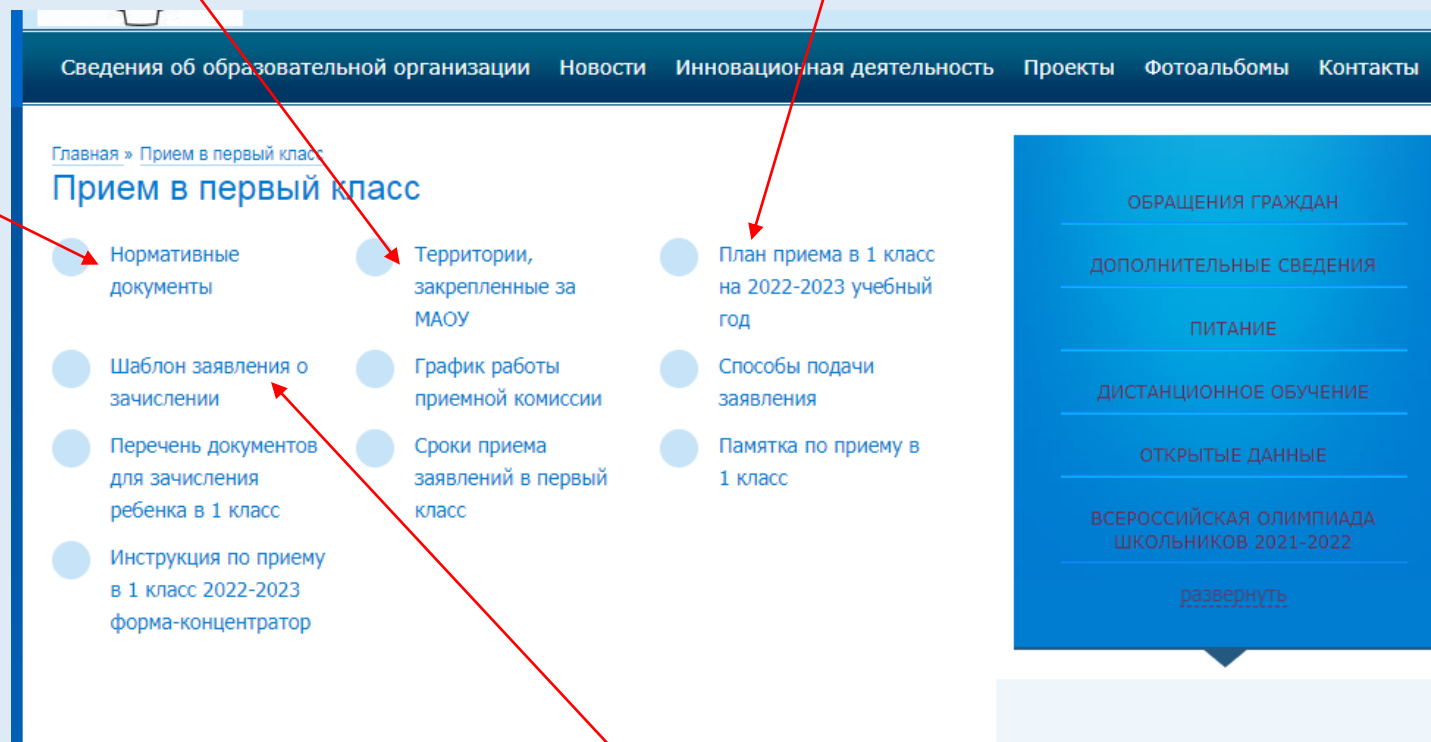 Сведения об образовательной организации Новости Инновационная деятельность Проекты Фотоальбомы Контакты
Главная » Прием в первый класс
Прием в первый класс
Нормативные
документы
Территории,
закрепленные за
МАОУ
План приема в 1 класс
на 2022-2023 учебный
год
Шаблон заявления о
зачислении
График работы
приемной комиссии
Способы подачи
заявления
Перечень документов
для зачисления
ребенка в 1 класс
Сроки приема
заявлений в первый
класс
Памятка по приему в
1 класс
Инструкция по приему
в 1 класс 2022-2023
форма-концентратор
ОБРАЩЕНИЯ ГРАЖДАН
ДОПОЛНИТЕЛЬНЫЕ СВЕДЕНИЯ
ПИТАНИЕ
ДИСТАНЦИОННОЕ ОБУЧЕНИЕ
ОТКРЫТЫЕ ДАННЫЕ
ВСЕРОССИЙСКАЯ ОЛИМПИАДА
ШКОЛЬНИКОВ 2021-2022
развернуть